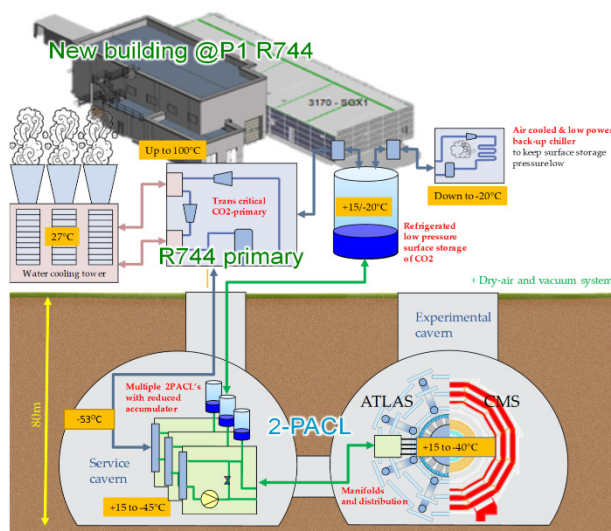 New building @P1 R744
3170 - SGX1
Up to 100°C
Air cooled & low power
back-up chiller
to keep surface storage
pressure low
Trans critical
CO2-primary
+15/-20°C
Down to -20°C
27°C
Refrigerated
low pressure
surface storage
of CO2
Water cooling tower
R744 primary
+ Dry-air and vacuum system
Experimental
cavern
80m
Multiple 2PACL's
with reduced
accumulator
ATLAS
CMS
-53°C
2-PACL
Service
cavern
+15 to -40°C
+15 to -45°C
Manifolds
and distribution